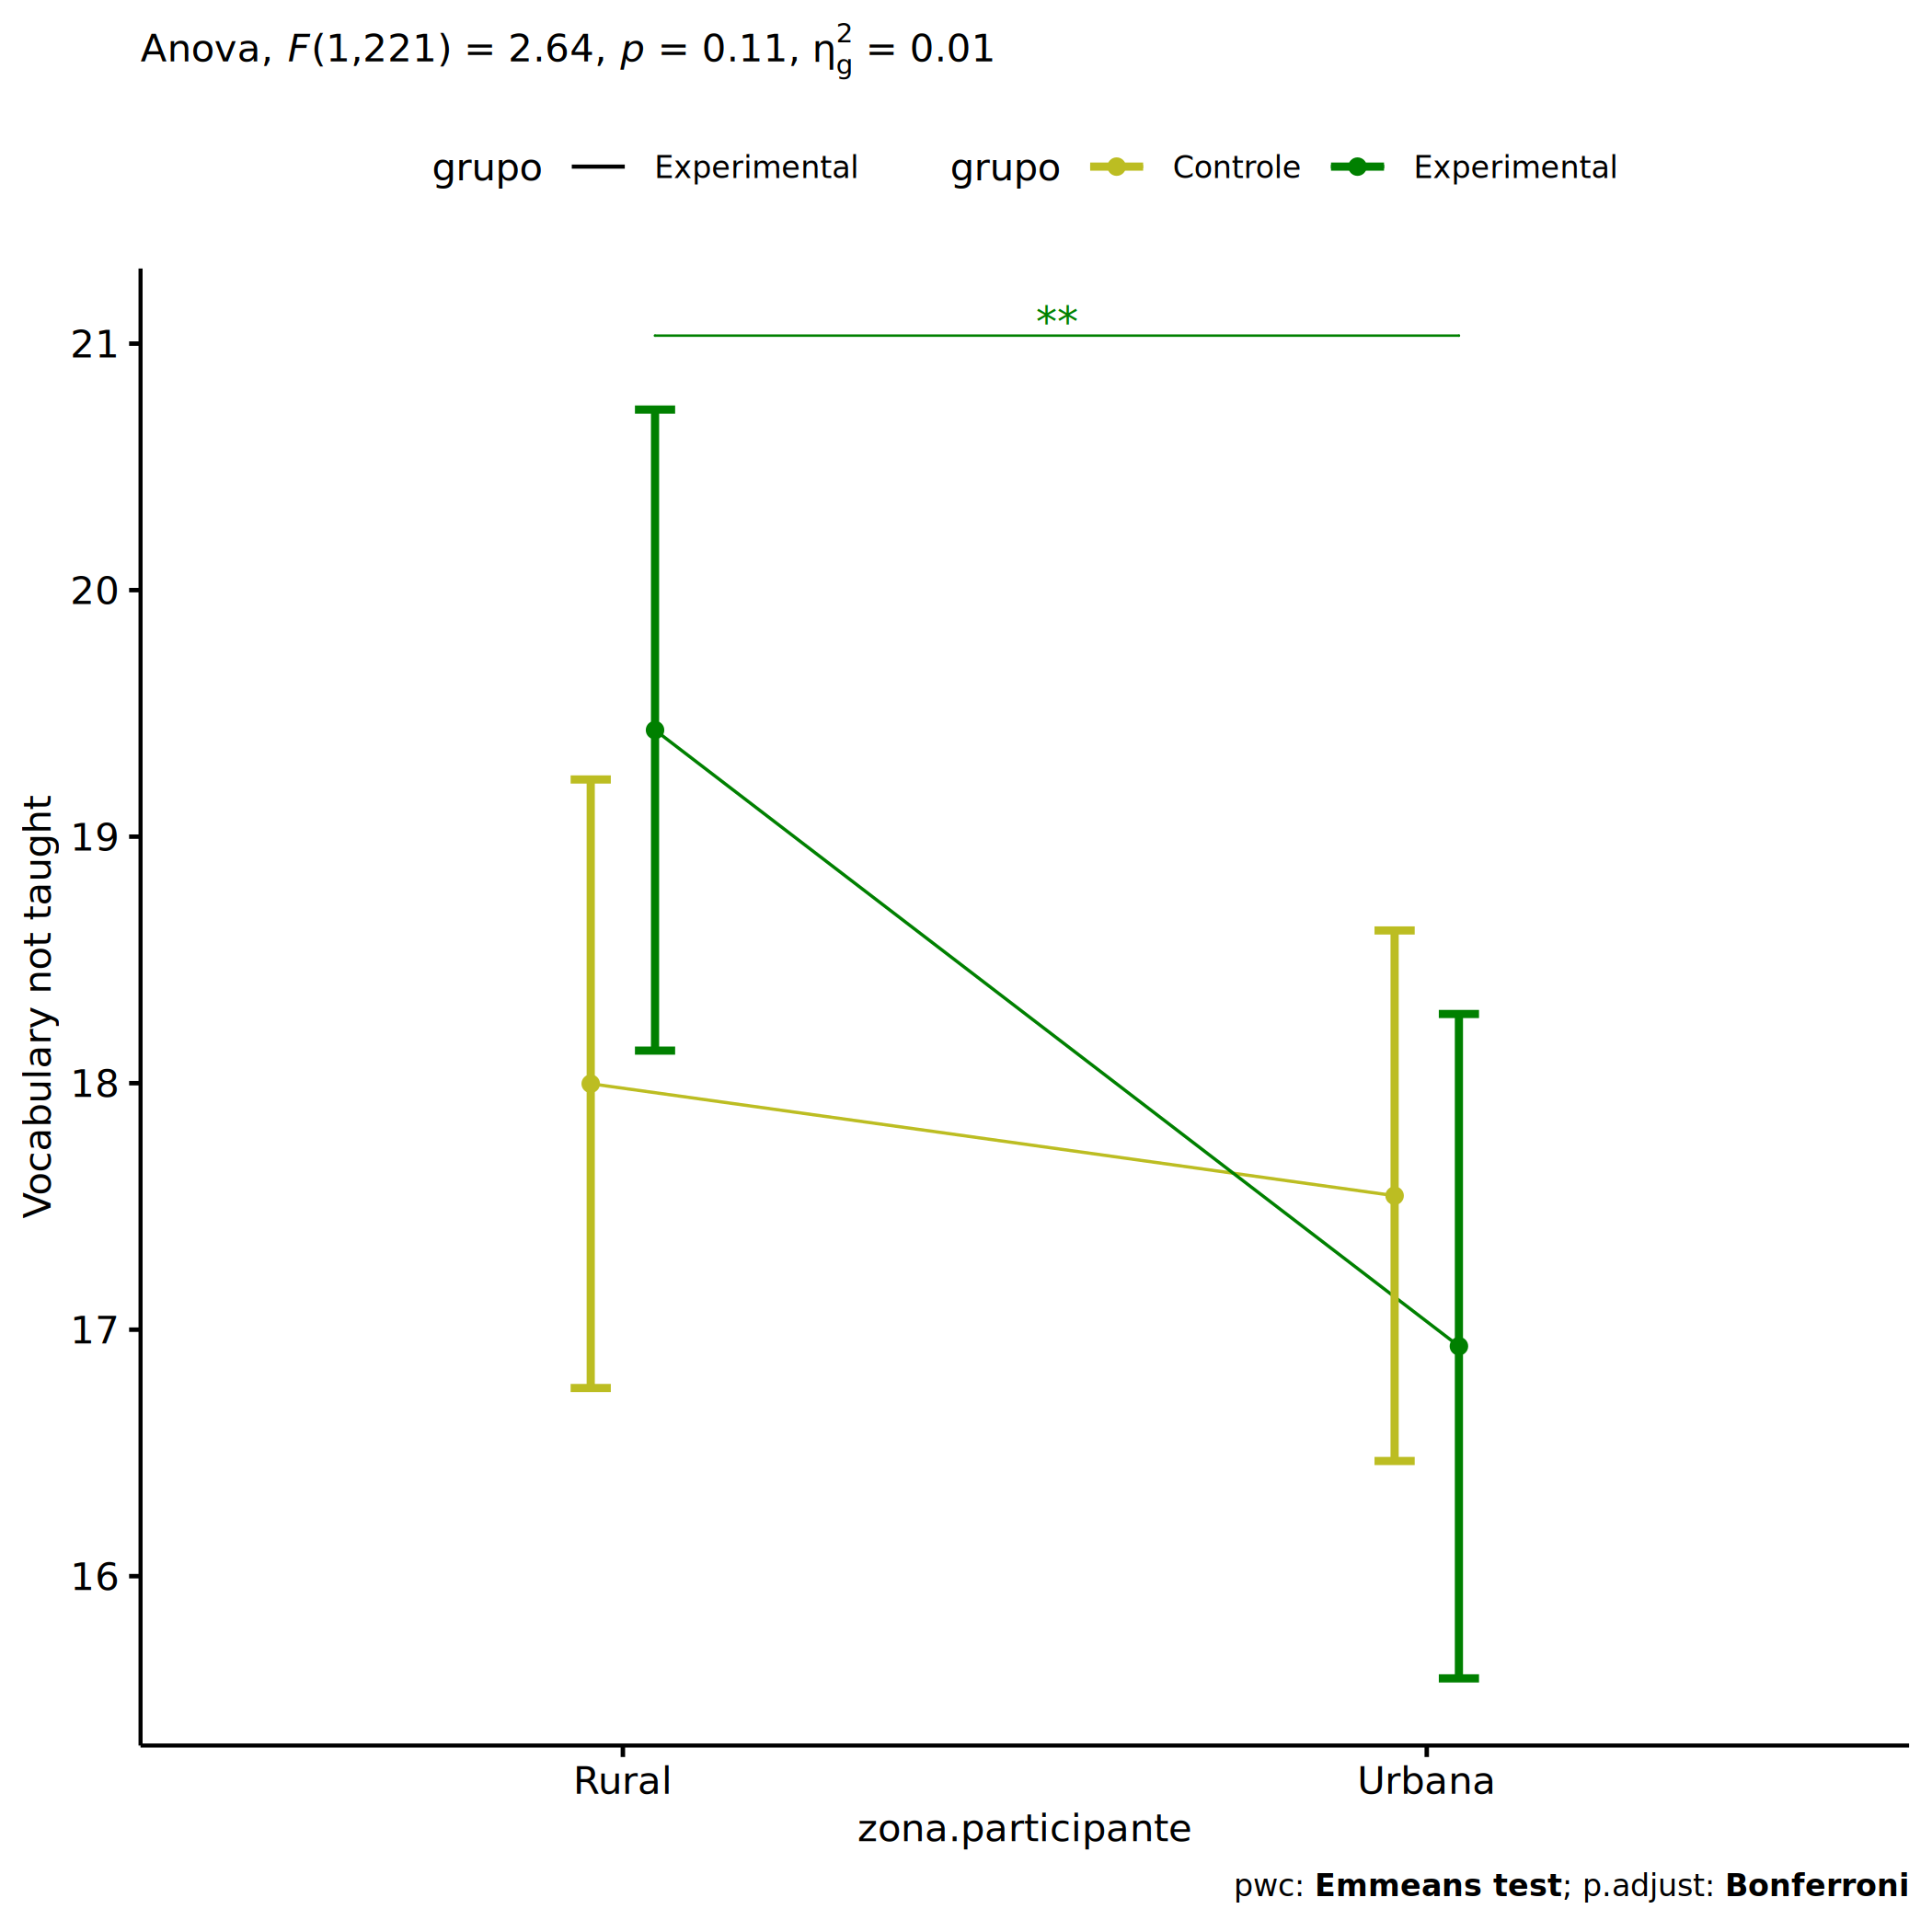 Anova, F(1,221) = 2.64, p = 0.11, η²g = 0.01
grupo Experimental grupo Controle Experimental
**
21
20
19
18
17
16
Vocabulary not taught
Rural Urbana
zona.participante
pwc: Emmeans test; p.adjust: Bonferroni